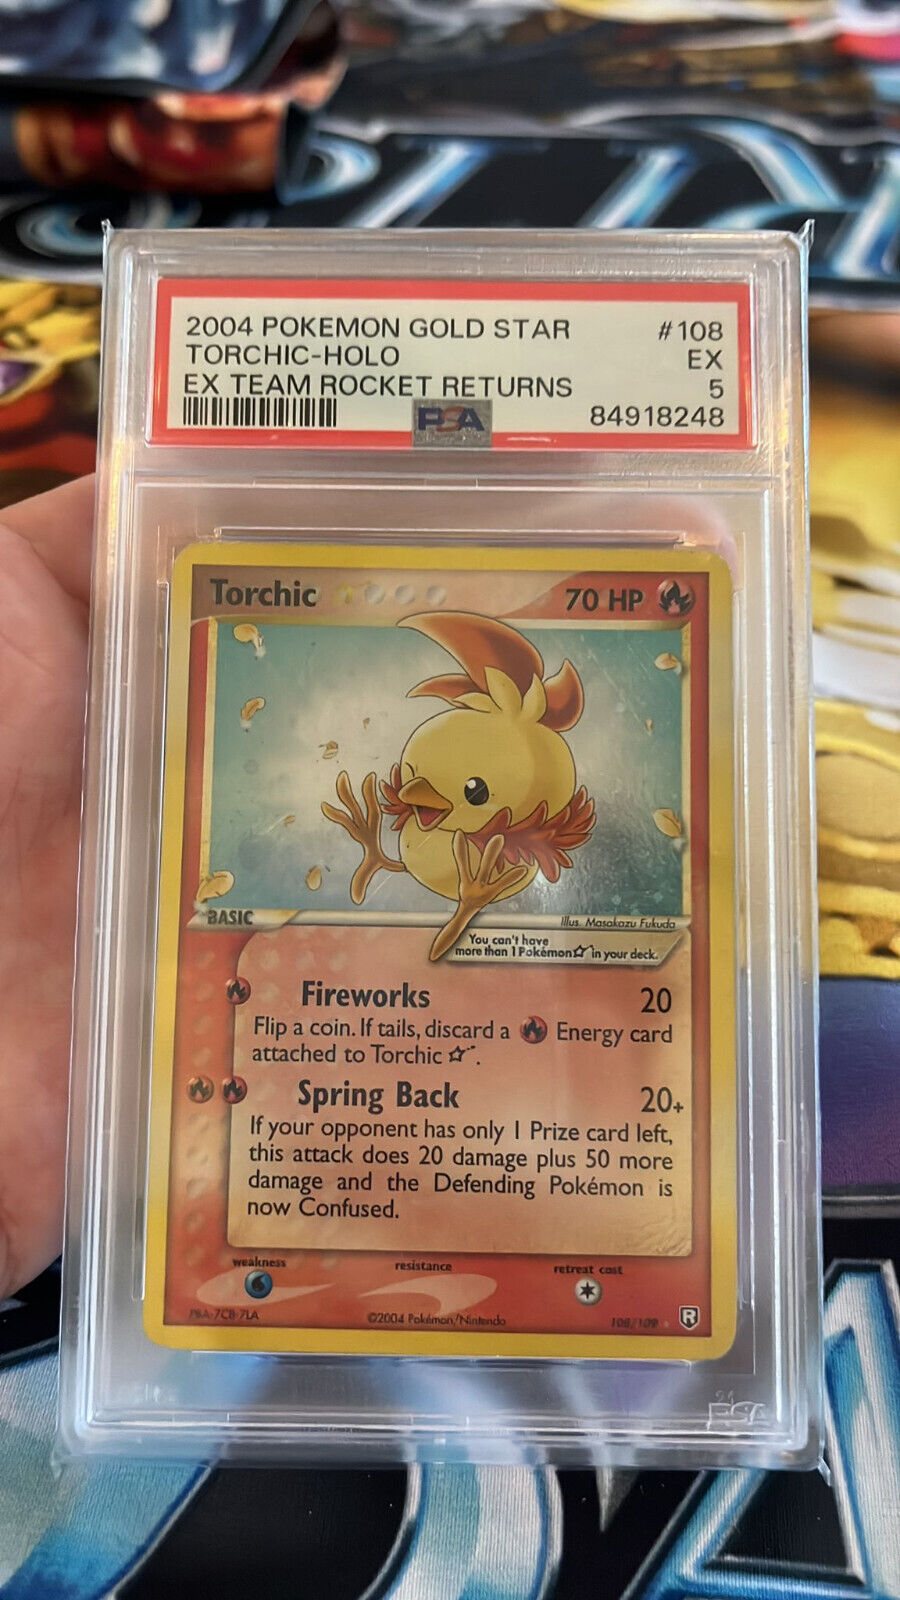 2004 POKEMON GOLD STAR #108
TORCHIC-HOLO EX
EX TEAM ROCKET RETURNS 5
PSA 84918248
Torchic 70 HP
BASIC
Illus. Masakazu Fukuda
You can't have
more than 1 Pokémon☆ in your deck.
Fireworks 20
Flip a coin. If tails, discard a Energy card
attached to Torchic ☆.
Spring Back 20+
If your opponent has only 1 Prize card left,
this attack does 20 damage plus 50 more
damage and the Defending Pokémon is
now Confused.
weakness resistance retreat cost
P8A-7CB-7LA ©2004 Pokémon/Nintendo 108/109 R
PSA